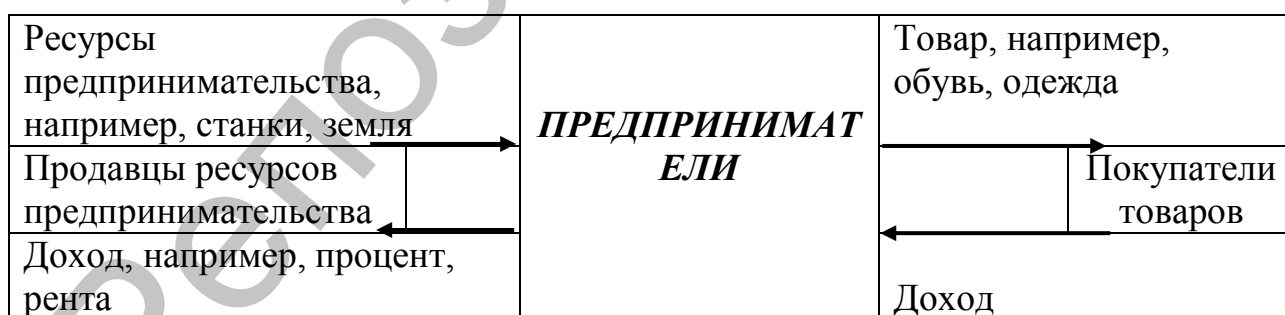 Ресурсы
предпринимательства,
например, станки, земля
Продавцы ресурсов
предпринимательства
Доход, например, процент,
рента
ПРЕДПРИНИМАТ
ЕЛИ
Товар, например,
обувь, одежда
Покупатели
товаров
Доход